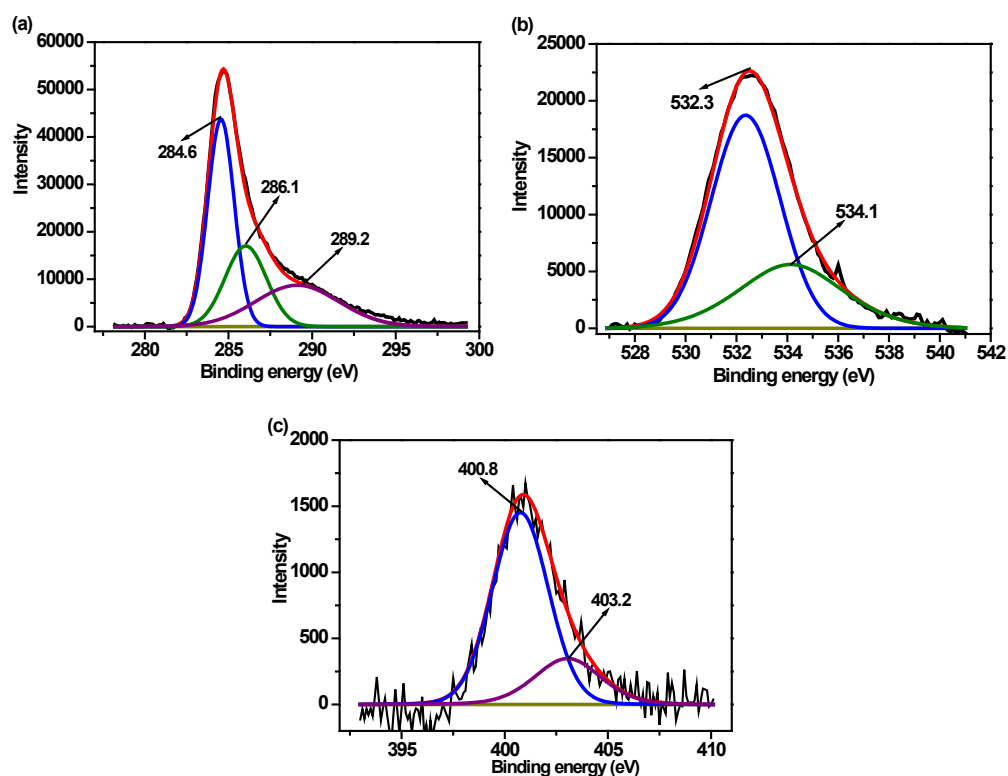 (a)
60000
50000
40000
30000
20000
10000
0
Intensity
284.6
286.1
289.2
280 285 290 295 300
Binding energy (eV)
(b)
25000
20000
15000
10000
5000
0
Intensity
532.3
534.1
528 530 532 534 536 538 540 542
Binding energy (eV)
(c)
2000
1500
1000
500
0
Intensity
400.8
403.2
395 400 405 410
Binding energy (eV)